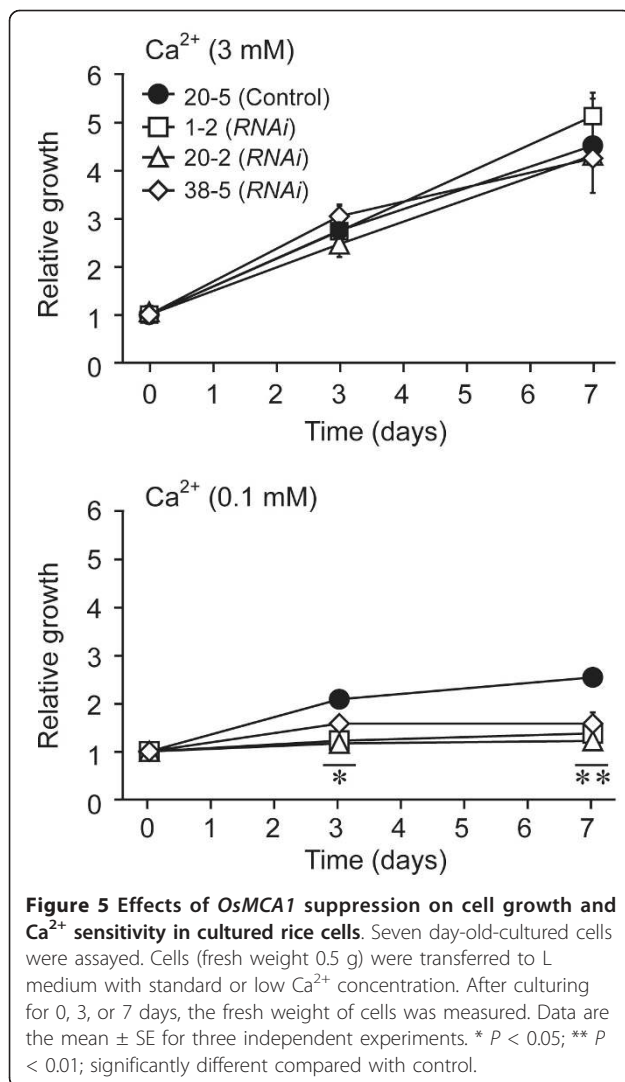 Ca²⁺ (3 mM)
6
5
4
3
2
1
0
Relative growth
20-5 (Control)
1-2 (RNAi)
20-2 (RNAi)
38-5 (RNAi)
0 1 2 3 4 5 6 7
Time (days)
Ca²⁺ (0.1 mM)
6
5
4
3
2
1
0
Relative growth
* **
0 1 2 3 4 5 6 7
Time (days)
Figure 5 Effects of OsMCA1 suppression on cell growth and
Ca²⁺ sensitivity in cultured rice cells. Seven day-old-cultured cells
were assayed. Cells (fresh weight 0.5 g) were transferred to L
medium with standard or low Ca²⁺ concentration. After culturing
for 0, 3, or 7 days, the fresh weight of cells was measured. Data are
the mean ± SE for three independent experiments. * P < 0.05; ** P
< 0.01; significantly different compared with control.